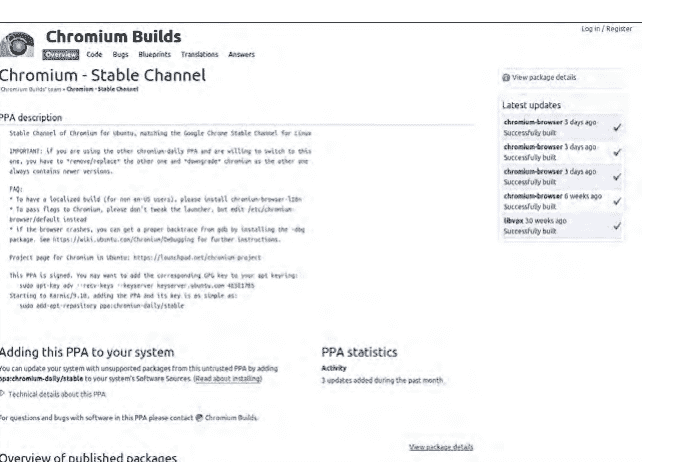 Log in / Register
Chromium Builds
Overview Code Bugs Blueprints Translations Answers
Chromium - Stable Channel
Chromium Builds' team » Chromium - Stable Channel
View package details
Latest updates
chromium-browser 3 days ago
Successfully built
chromium-browser 3 days ago
Successfully built
chromium-browser 3 days ago
Successfully built
chromium-browser 6 weeks ago
Successfully built
libvpx 30 weeks ago
Successfully built
PPA description
Stable Channel of Chromium for Ubuntu, matching the Google Chrome Stable Channel for Linux
IMPORTANT: if you are using the other chromium-daily PPA and are willing to switch to this
one, you have to *remove/replace* the other one and *downgrade* chromium as the other one
always contains newer versions.
FAQ:
* To have a localized build (for non en-US users), please install chromium-browser-l10n
* To pass flags to Chromium, please don't tweak the launcher, but edit /etc/chromium-
browser/default instead
* if the browser crashes, you can get a proper backtrace from gdb by installing the -dbg
package. See https://wiki.ubuntu.com/Chromium/Debugging for further instructions.
Project page for Chromium in Ubuntu: https://launchpad.net/chromium-project
This PPA is signed. You may want to add the corresponding GPG key to your apt keyring:
sudo apt-key adv --recv-keys --keyserver keyserver.ubuntu.com
Starting to Karmic/9.10, adding the PPA and its key is as simple as:
sudo add-apt-repository ppa:chromium-daily/stable
Adding this PPA to your system
You can update your system with unsupported packages from this untrusted PPA by adding
ppa:chromium-daily/stable to your system's Software Sources. (Read about installing)
Technical details about this PPA
For questions and bugs with software in this PPA please contact Chromium Builds.
PPA statistics
Activity
3 updates added during the past month.
View package details
Overview of published packages